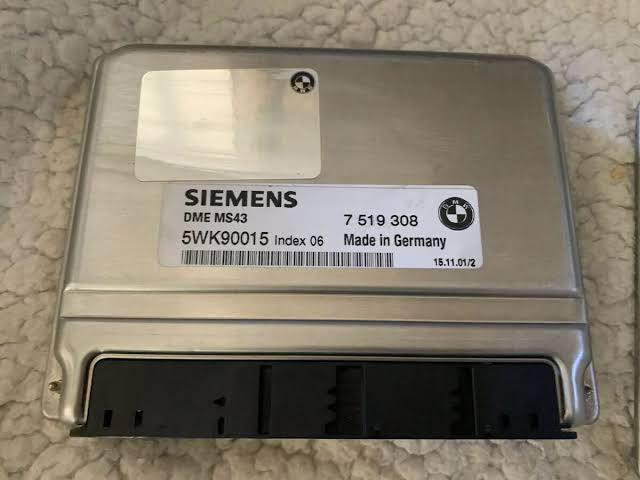 SIEMENS
DME MS43 7 519 308
5WK90015 Index 06 Made in Germany
15.11.01/2